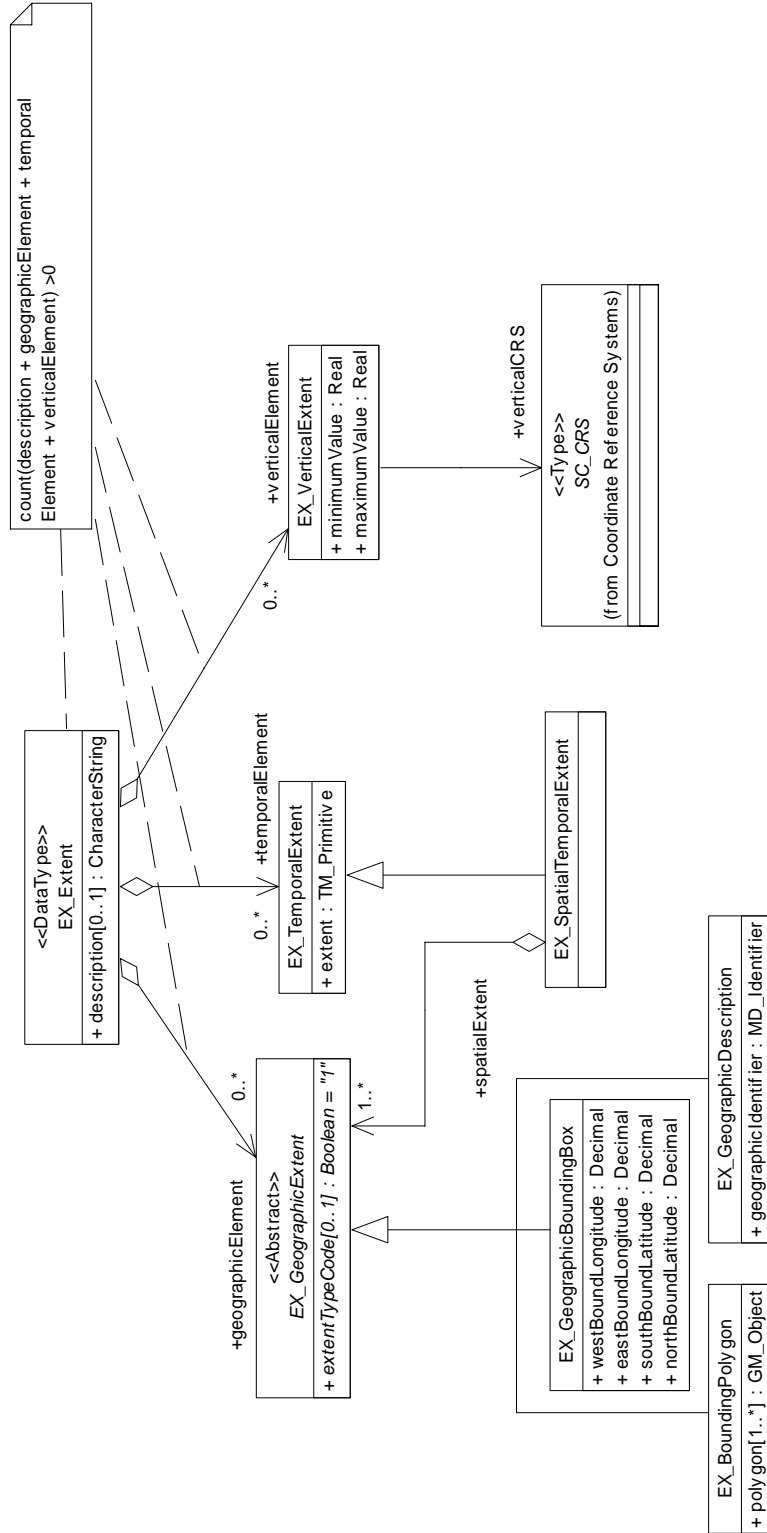 count(description + geographicElement + temporal
Element + verticalElement) >0
<<DataType>>
EX_Extent
+ description[0..1] : CharacterString
+geographicElement
0..*
0..*
+temporalElement
0..*
+verticalElement
<<Abstract>>
EX_GeographicExtent
+ extentTypeCode[0..1] : Boolean = "1"
1..*
EX_TemporalExtent
+ extent : TM_Primitive
EX_VerticalExtent
+ minimumValue : Real
+ maximumValue : Real
+spatialExtent
+verticalCRS
EX_SpatialTemporalExtent
<<Type>>
SC_CRS
(from Coordinate Reference Systems)
EX_GeographicBoundingBox
+ westBoundLongitude : Decimal
+ eastBoundLongitude : Decimal
+ southBoundLatitude : Decimal
+ northBoundLatitude : Decimal
EX_BoundingPolygon
+ polygon[1..*] : GM_Object
EX_GeographicDescription
+ geographicIdentifier : MD_Identifier